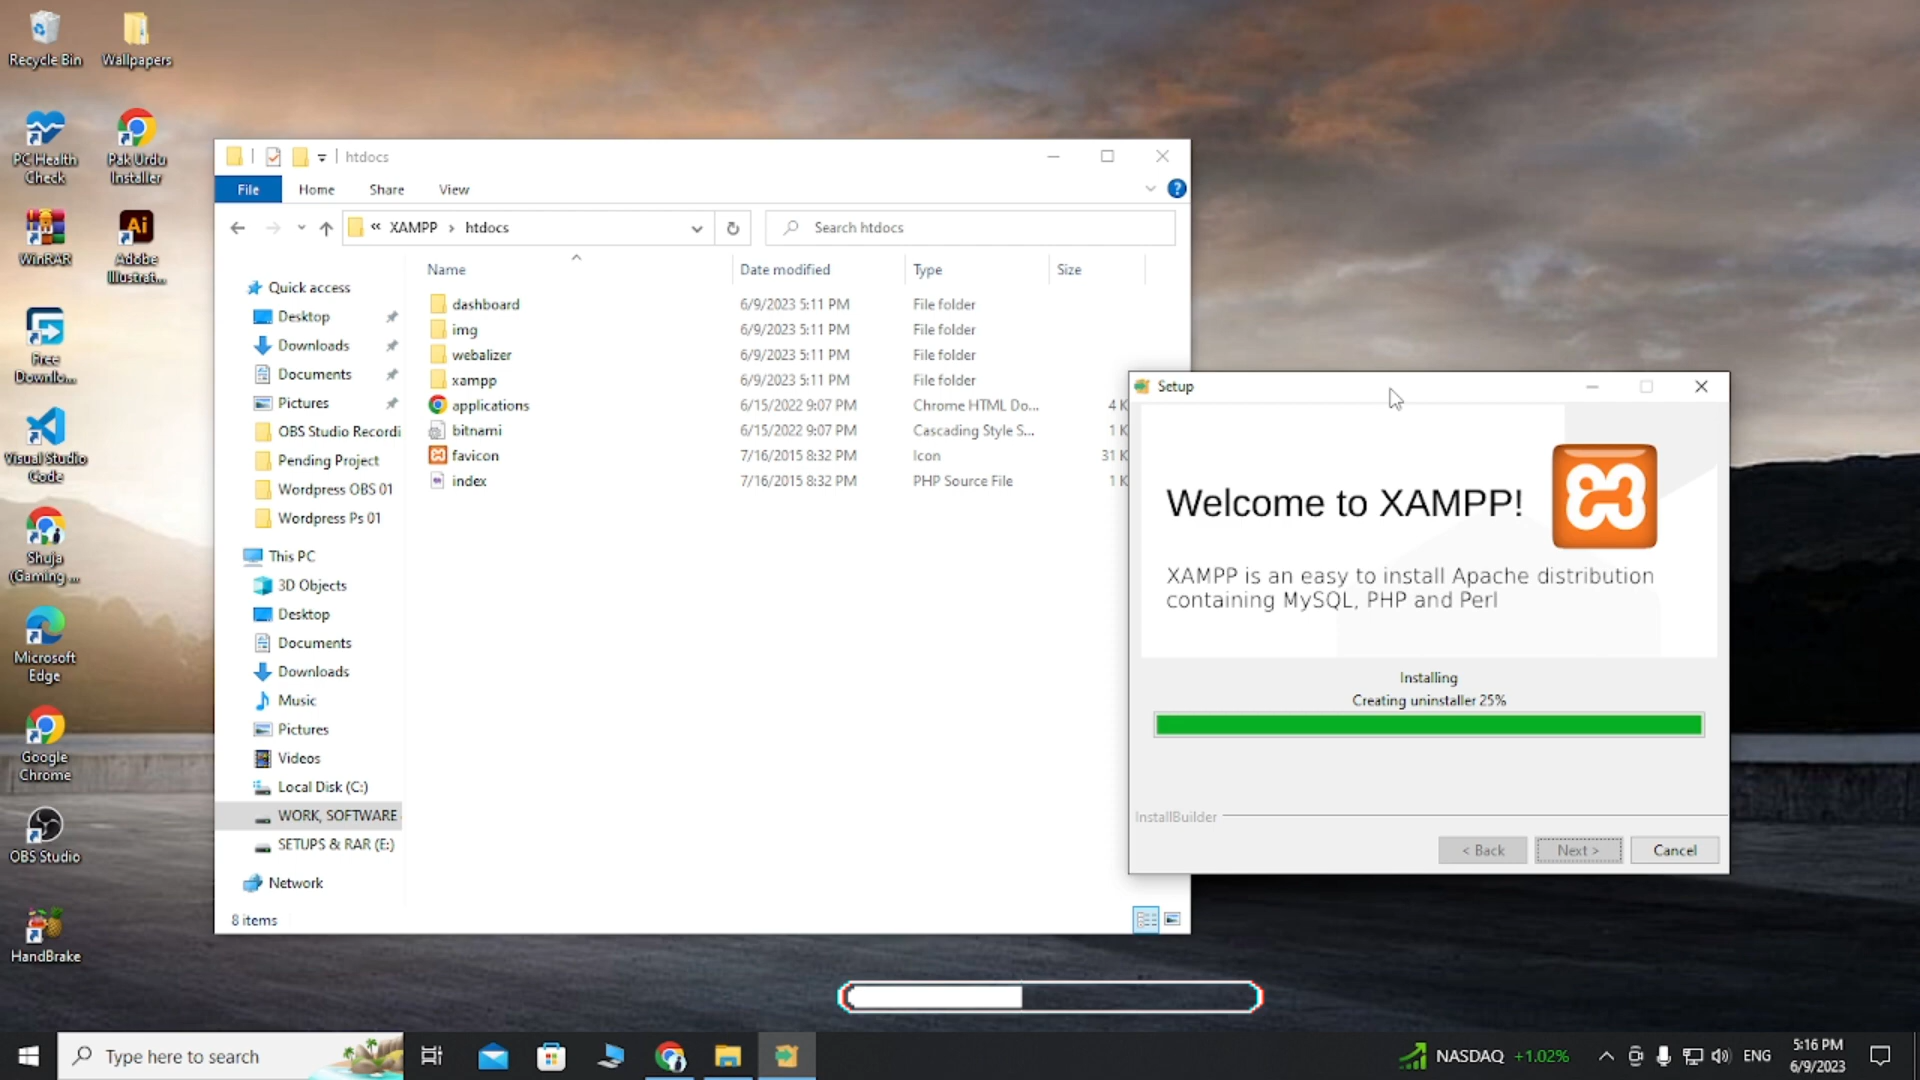 Recycle Bin
Wallpapers
PC Health
Check
Pak Urdu
Installer
WinRAR
Adobe
Illustrat...
Free
Downlo...
Visual Studio
Code
Shuja
(Gaming ...
Microsoft
Edge
Google
Chrome
OBS Studio
HandBrake
htdocs
File
Home
Share
View
« XAMPP › htdocs
Search htdocs
Name
Date modified
Type
Size
Quick access
Desktop
Downloads
Documents
Pictures
OBS Studio Recordi
Pending Project
Wordpress OBS 01
Wordpress Ps 01
This PC
3D Objects
Desktop
Documents
Downloads
Music
Pictures
Videos
Local Disk (C:)
WORK, SOFTWARE
SETUPS & RAR (E:)
Network
dashboard 6/9/2023 5:11 PM File folder
img 6/9/2023 5:11 PM File folder
webalizer 6/9/2023 5:11 PM File folder
xampp 6/9/2023 5:11 PM File folder
applications 6/15/2022 9:07 PM Chrome HTML Do... 4 K
bitnami 6/15/2022 9:07 PM Cascading Style S... 1 K
favicon 7/16/2015 8:32 PM Icon 31 K
index 7/16/2015 8:32 PM PHP Source File 1 K
8 items
Setup
Welcome to XAMPP!
XAMPP is an easy to install Apache distribution
containing MySQL, PHP and Perl
Installing
Creating uninstaller 25%
InstallBuilder
< Back
Next >
Cancel
Type here to search
NASDAQ +1.02%
ENG
5:16 PM
6/9/2023